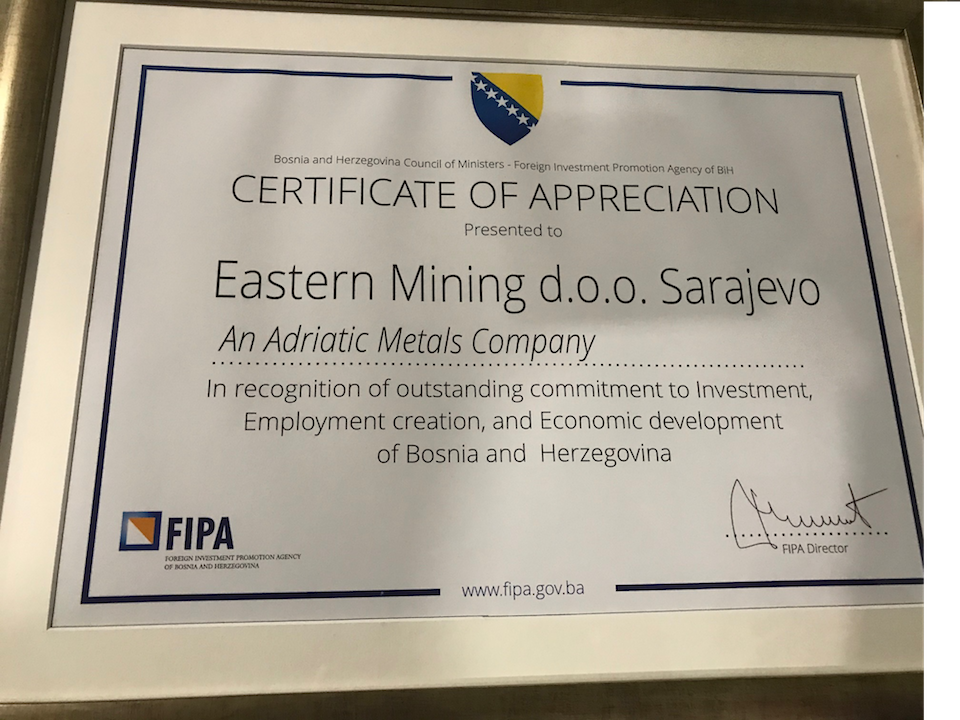 Bosnia and Herzegovina Council of Ministers - Foreign Investment Promotion Agency of BiH
CERTIFICATE OF APPRECIATION
Presented to
Eastern Mining d.o.o. Sarajevo
An Adriatic Metals Company
In recognition of outstanding commitment to Investment,
Employment creation, and Economic development
of Bosnia and Herzegovina
FIPA
FOREIGN INVESTMENT PROMOTION AGENCY
OF BOSNIA AND HERZEGOVINA
FIPA Director
www.fipa.gov.ba